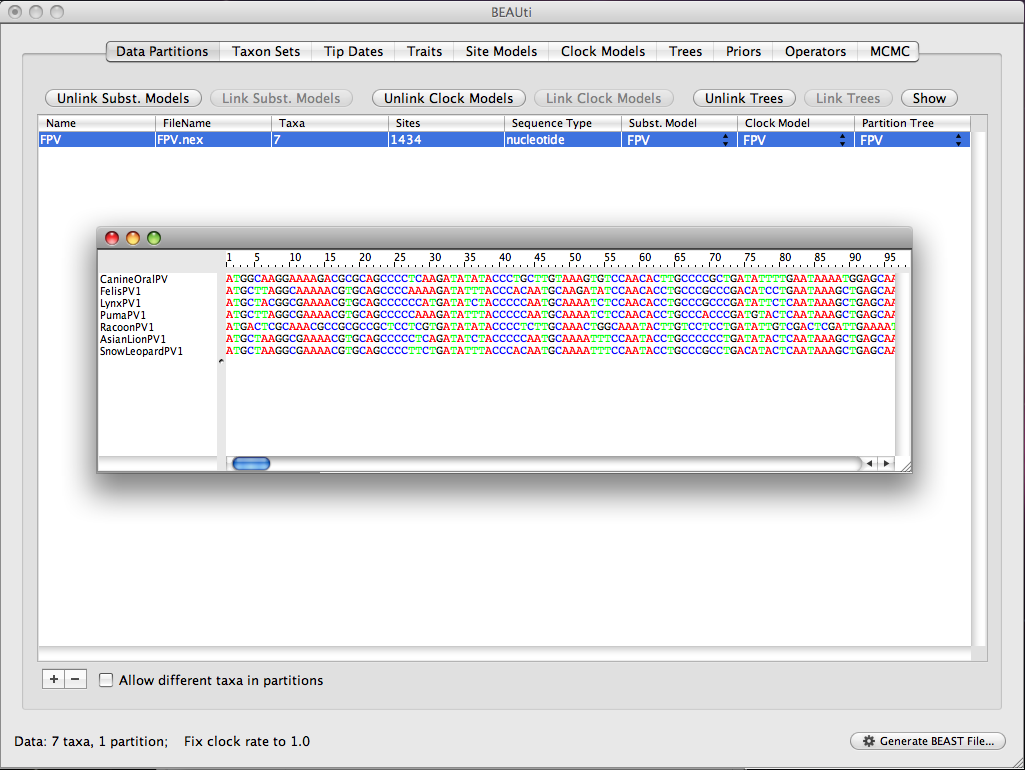 BEAUti
Data Partitions Taxon Sets Tip Dates Traits Site Models Clock Models Trees Priors Operators MCMC
Unlink Subst. Models Link Subst. Models Unlink Clock Models Link Clock Models Unlink Trees Link Trees Show
Name FileName Taxa Sites Sequence Type Subst. Model Clock Model Partition Tree
FPV FPV.nex 7 1434 nucleotide FPV FPV FPV
1 5 10 15 20 25 30 35 40 45 50 55 60 65 70 75 80 85 90 95
CanineOralPV ATGGCAAGGAAAAGACGCGCAGCCCCTCAAGATATATACCCTGCTTGTAAAGTGTCCAACACTTGCCCCGCTGATATTTTGAATAAAATGGAGCAA
FelisPV1 ATGCTTAGGCAAAAACGTGCAGCCCCAAAAGATATTTACCCACAATGCAAGATATCCAACACCTGCCCGCCCGACATCCTGAATAAAGCTGAGCAA
LynxPV1 ATGCTACGGCGAAAACGTGCAGCCCCCCATGATATCTACCCCCAATGCAAAATCTCCAACACCTGCCCGCCCGATATTCTCAATAAAGCTGAGCAA
PumaPV1 ATGCTTAGGCGAAAACGTGCAGCCCCCAAAGATATTTACCCCCAATGCAAAATCTCCAACACCTGCCCACCCGATGTACTCAATAAAGCTGAGCAA
RacoonPV1 ATGACTCGCAAACGCCGCGCCGCTCCTCGTGATATATACCCCTCTTGCAAACTGGCAAATACTTGTCCTCCTGATATTGTCGACTCGATTGAAAAT
AsianLionPV1 ATGCTAAGGCGAAAACGTGCAGCCCCTCAGATATCTACCCCCAATGCAAAATTTCCAATACCTGCCCCCCTGATATACTCAATAAAGCTGAGCAA
SnowLeopardPV1 ATGCTAAGGCGAAAACGTGCAGCCCCTTCTGATATTTACCCACAATGCAAAATTTCCAATACCTGCCCGCCTGACATACTCAATAAAGCTGAGCAA
+ − Allow different taxa in partitions
Data: 7 taxa, 1 partition; Fix clock rate to 1.0 Generate BEAST File...